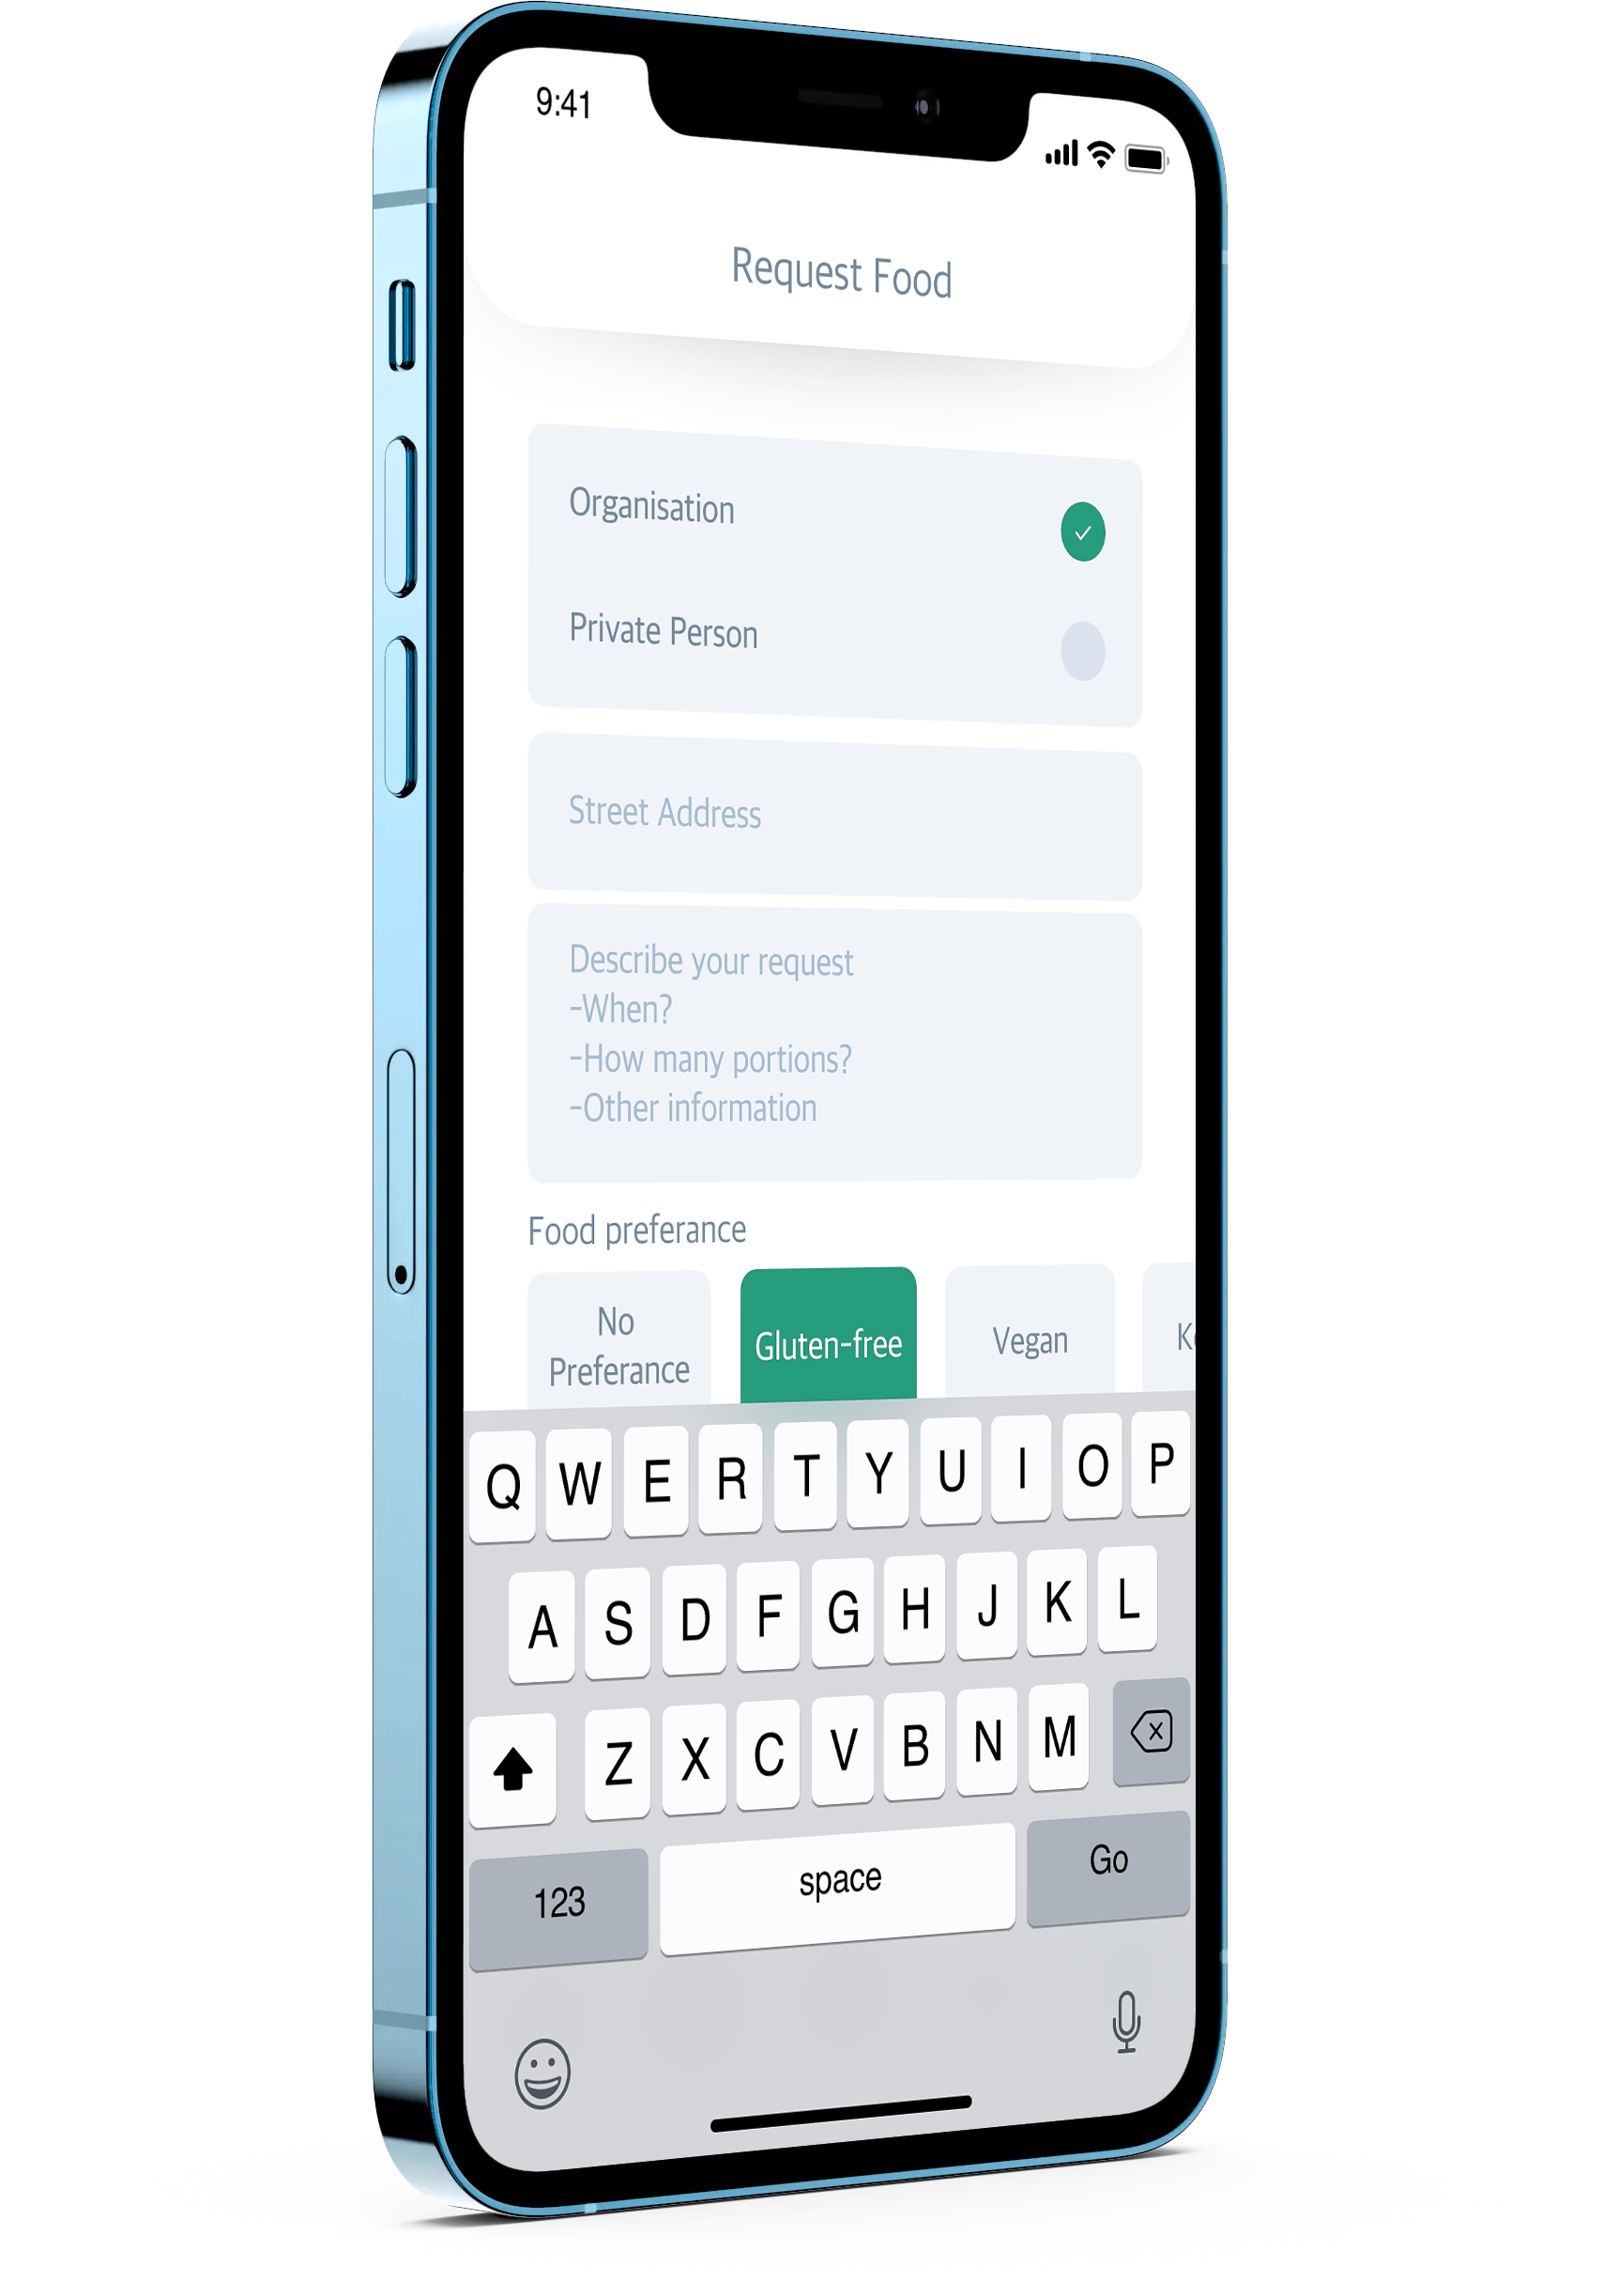 9:41
Request Food
Organisation
Private Person
Street Address
Describe your request
-When?
-How many portions?
-Other information
Food preferance
No
Preferance
Gluten-free
Vegan
Q W E R T Y U I O P
A S D F G H J K L
Z X C V B N M
123
space
Go